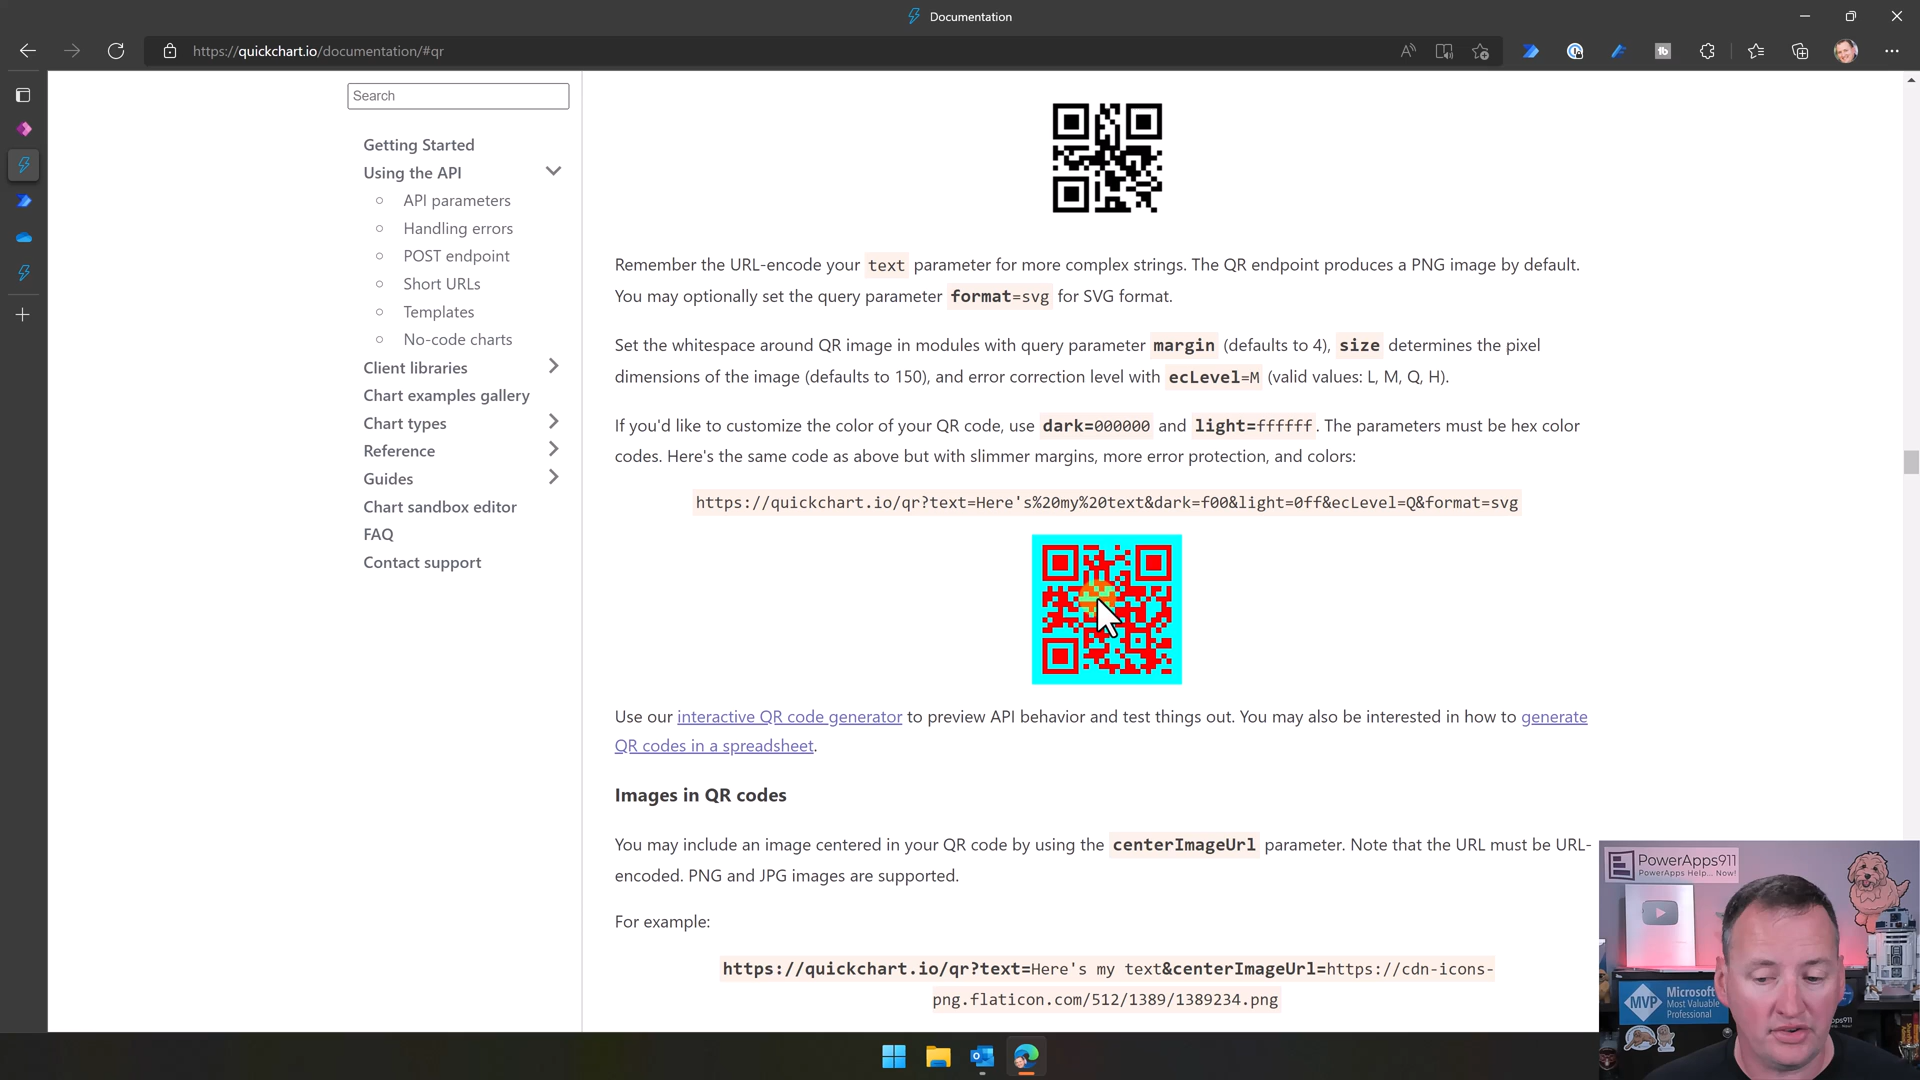 Documentation
https://quickchart.io/documentation/#qr
Search
Getting Started
Using the API
API parameters
Handling errors
POST endpoint
Short URLs
Templates
No-code charts
Client libraries
Chart examples gallery
Chart types
Reference
Guides
Chart sandbox editor
FAQ
Contact support
Remember the URL-encode your text parameter for more complex strings. The QR endpoint produces a PNG image by default.
You may optionally set the query parameter format=svg for SVG format.
Set the whitespace around QR image in modules with query parameter margin (defaults to 4), size determines the pixel
dimensions of the image (defaults to 150), and error correction level with ecLevel=M (valid values: L, M, Q, H).
If you'd like to customize the color of your QR code, use dark=000000 and light=ffffff. The parameters must be hex color
codes. Here's the same code as above but with slimmer margins, more error protection, and colors:
https://quickchart.io/qr?text=Here's%20my%20text&dark=f00&light=0ff&ecLevel=Q&format=svg
Use our interactive QR code generator to preview API behavior and test things out. You may also be interested in how to generate
QR codes in a spreadsheet.
Images in QR codes
You may include an image centered in your QR code by using the centerImageUrl parameter. Note that the URL must be URL-
encoded. PNG and JPG images are supported.
For example:
https://quickchart.io/qr?text=Here's my text&centerImageUrl=https://cdn-icons-
png.flaticon.com/512/1389/1389234.png
PowerApps911
PowerApps Help... Now!
MVP
Microsoft
Most Valuable
Professional